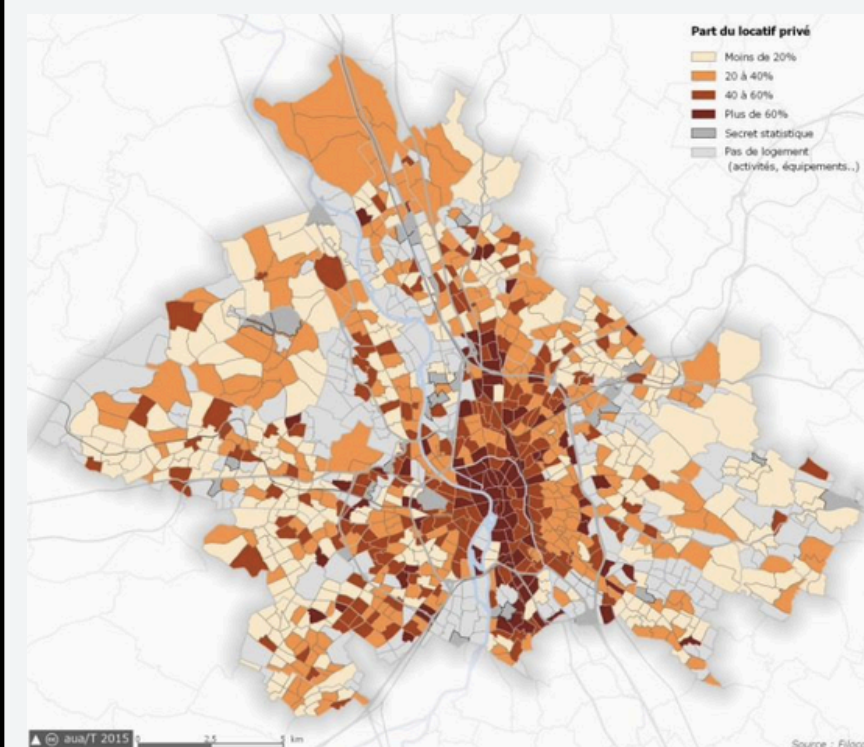 Part du locatif privé
Moins de 20%
20 à 40%
40 à 60%
Plus de 60%
Secret statistique
Pas de logement
(activités, équipements..)
aua/T 2015
0 2,5 5 km
Source :